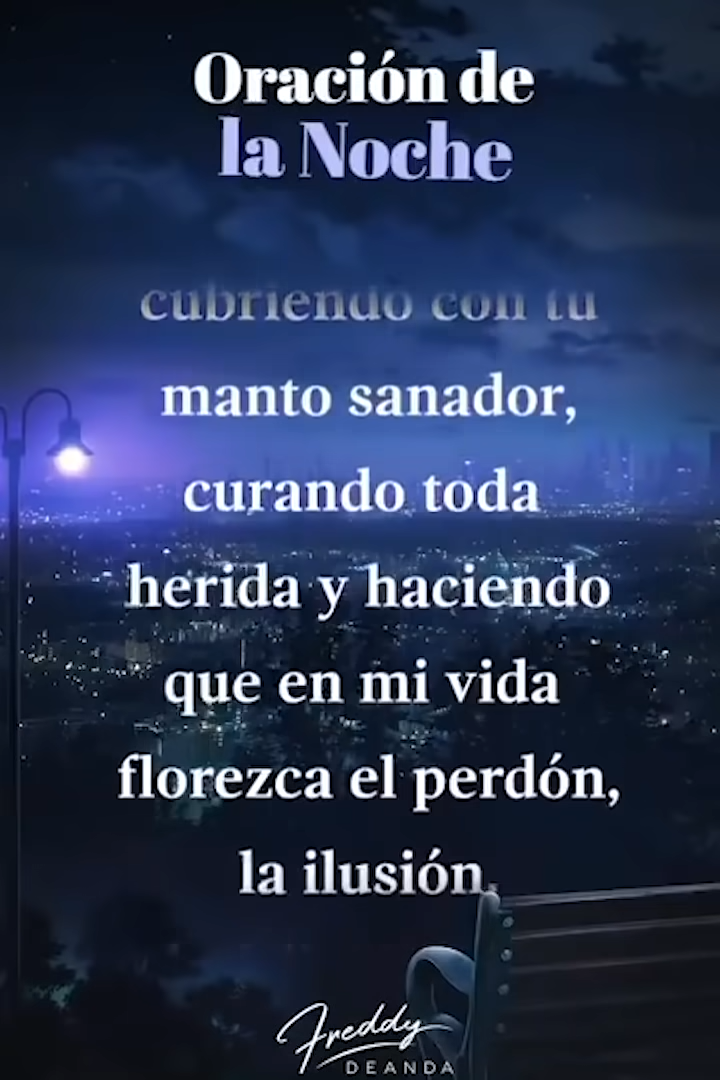 Oración de
la Noche
cubriendo con tu
manto sanador,
curando toda
herida y haciendo
que en mi vida
florezca el perdón,
la ilusión
Freddy
DEANDA